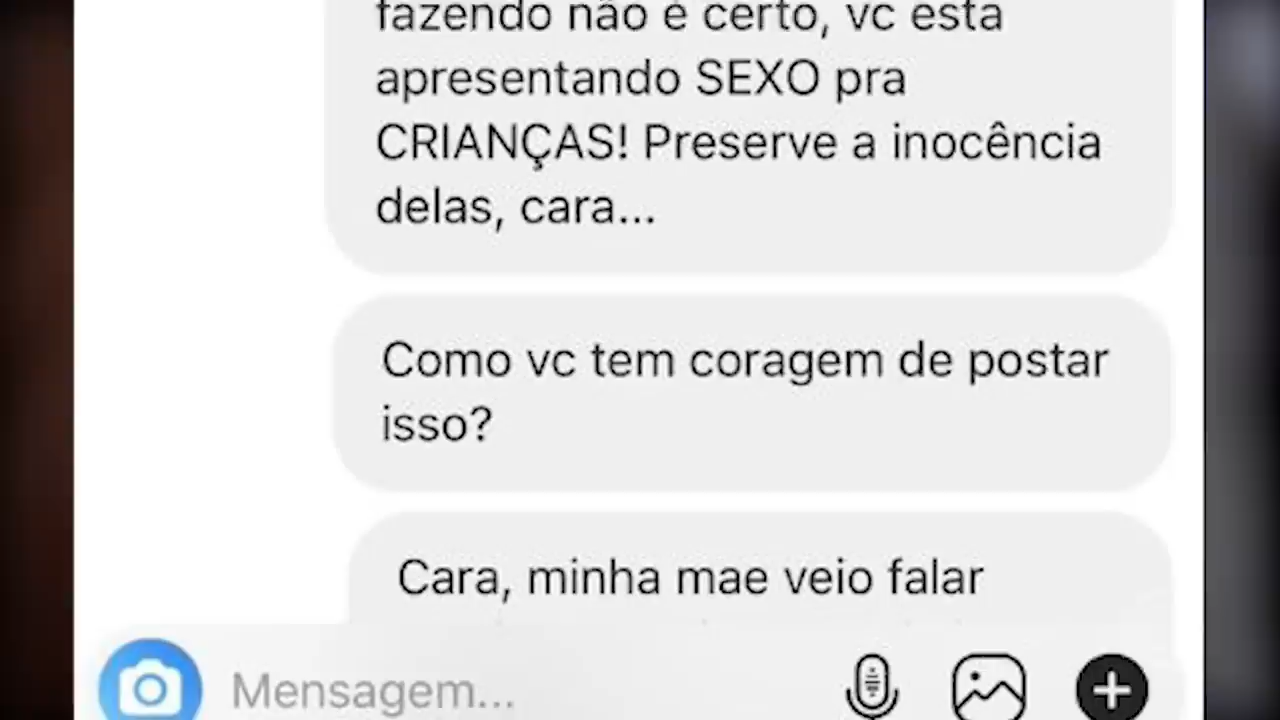 fazendo não é certo, vc esta
apresentando SEXO pra
CRIANÇAS! Preserve a inocência
delas, cara...
Como vc tem coragem de postar
isso?
Cara, minha mae veio falar
Mensagem...